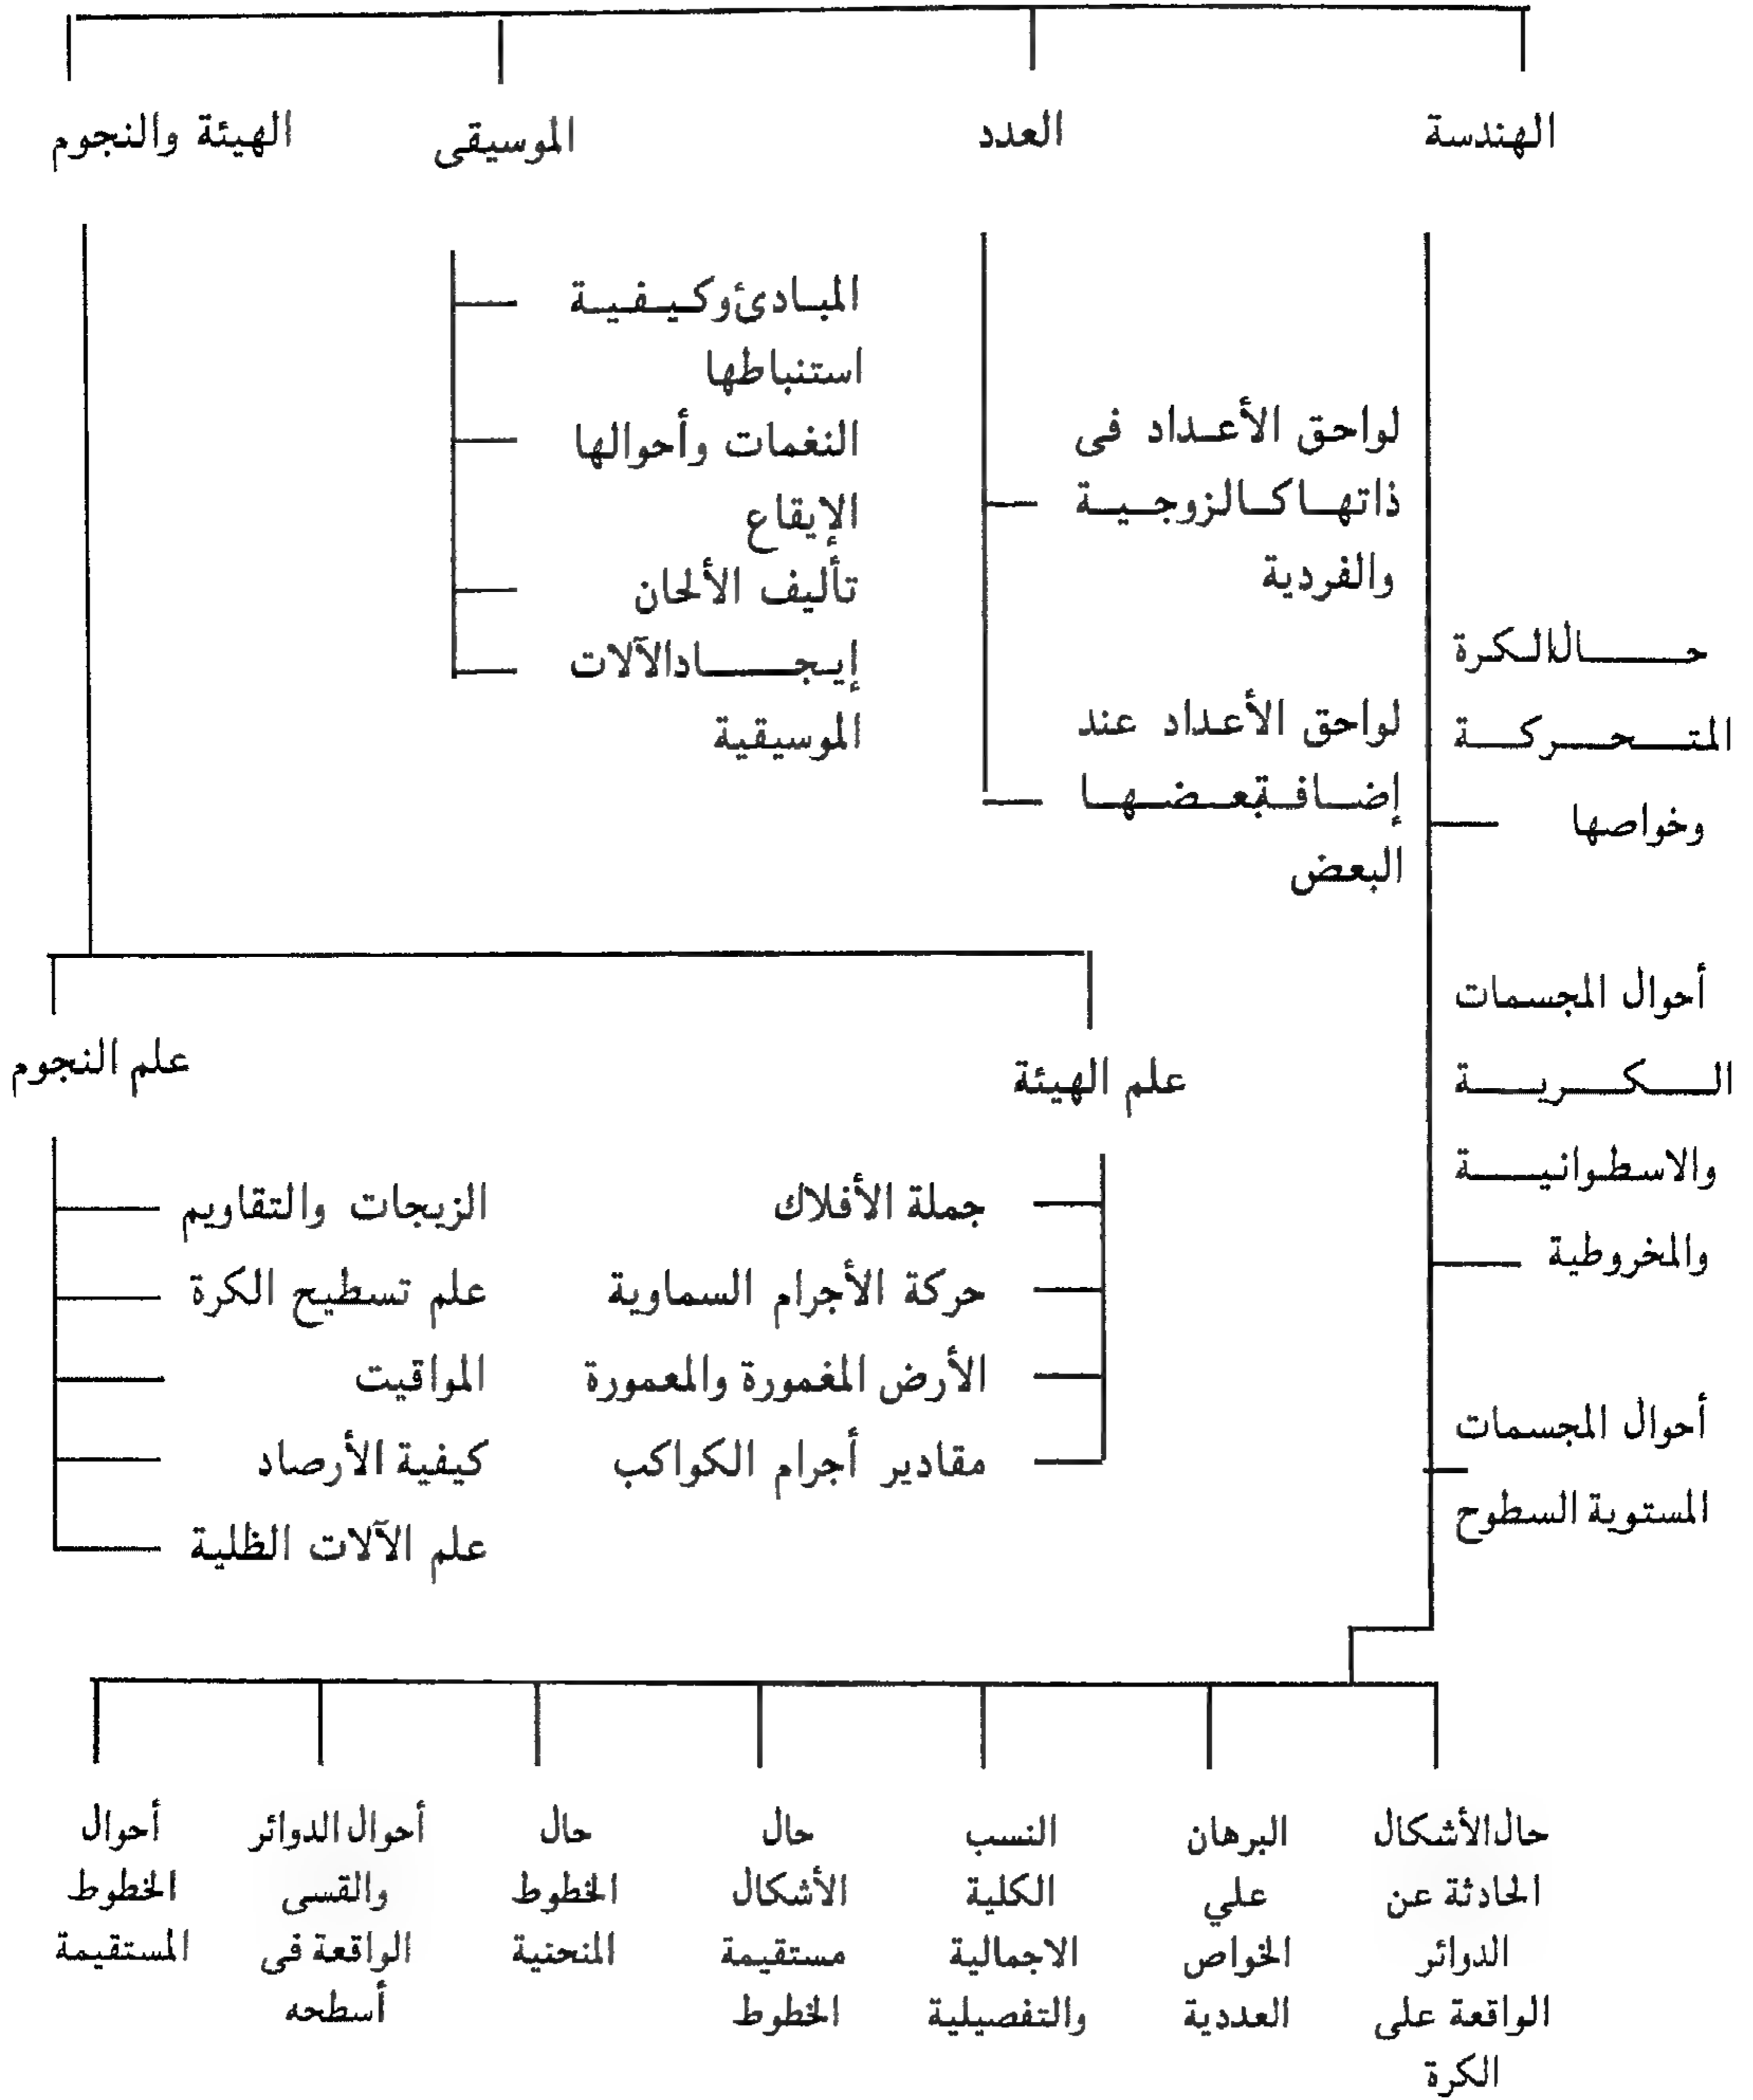 الهندسة
العدد
الموسيقى
الهيئة والنجوم
حال الكرة
المتحركة
وخواصها
أحوال المجسمات
الكرية
والاسطوانية
والمخروطية
أحوال المجسمات
المستوية السطوح
لواحق الأعداد فى
ذاتها كالزوجية
والفردية
لواحق الأعداد عند
إضافة بعضها
البعض
المبادئ وكيفية
استنباطها
النغمات وأحوالها
الإيقاع
تأليف الألحان
إيجاد الآلات
الموسيقية
علم الهيئة
علم النجوم
جملة الأفلاك
حركة الأجرام السماوية
الأرض المغمورة والمعمورة
مقادير أجرام الكواكب
الزيجات والتقاويم
علم تسطيح الكرة
المواقيت
كيفية الأرصاد
علم الآلات الظلية
حال الأشكال
الحادثة عن
الدوائر
الواقعة على
الكرة
البرهان
علي
الخواص
العددية
النسب
الكلية
الاجمالية
والتفصيلية
حال
الأشكال
مستقيمة
الخطوط
حال
الخطوط
المنحنية
أحوال الدوائر
والقسى
الواقعة فى
أسطحه
أحوال
الخطوط
المستقيمة